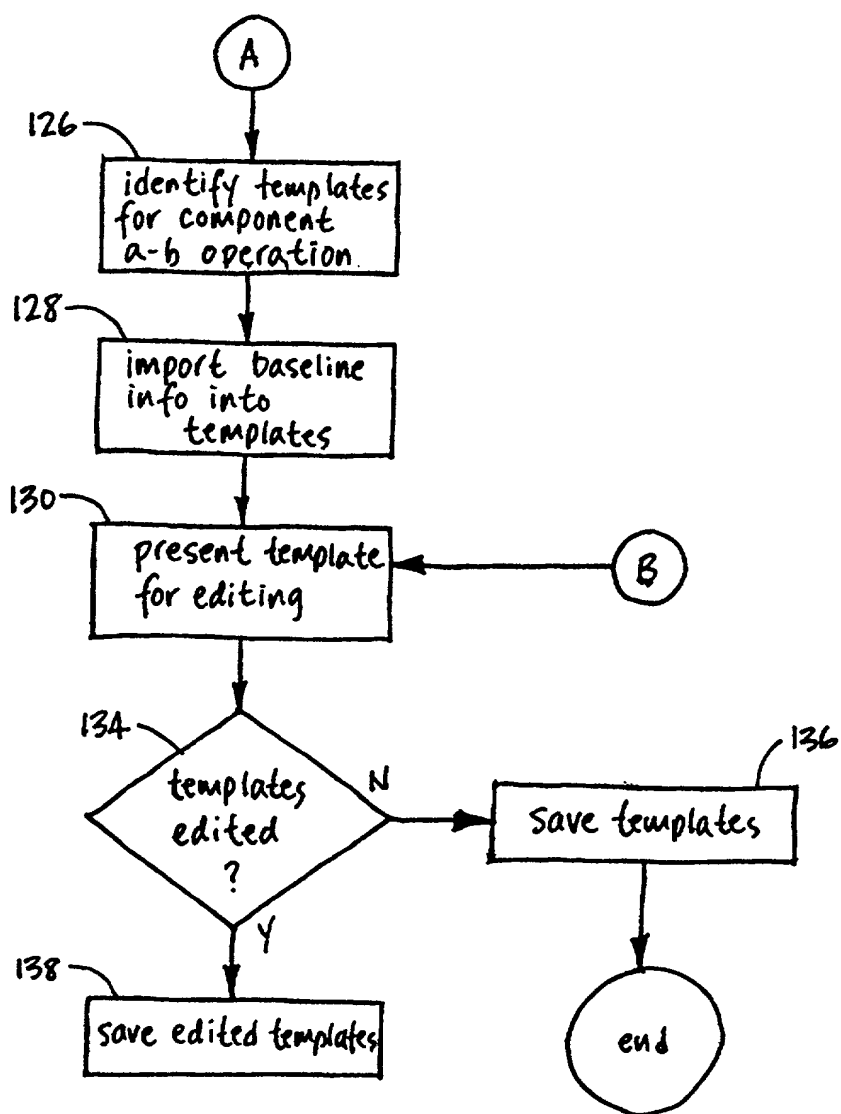 A
126
identify templates
for component
a-b operation
128
import baseline
info into
templates
130
present template
for editing
B
134
templates
edited
?
N
Y
136
save templates
138
save edited templates
end